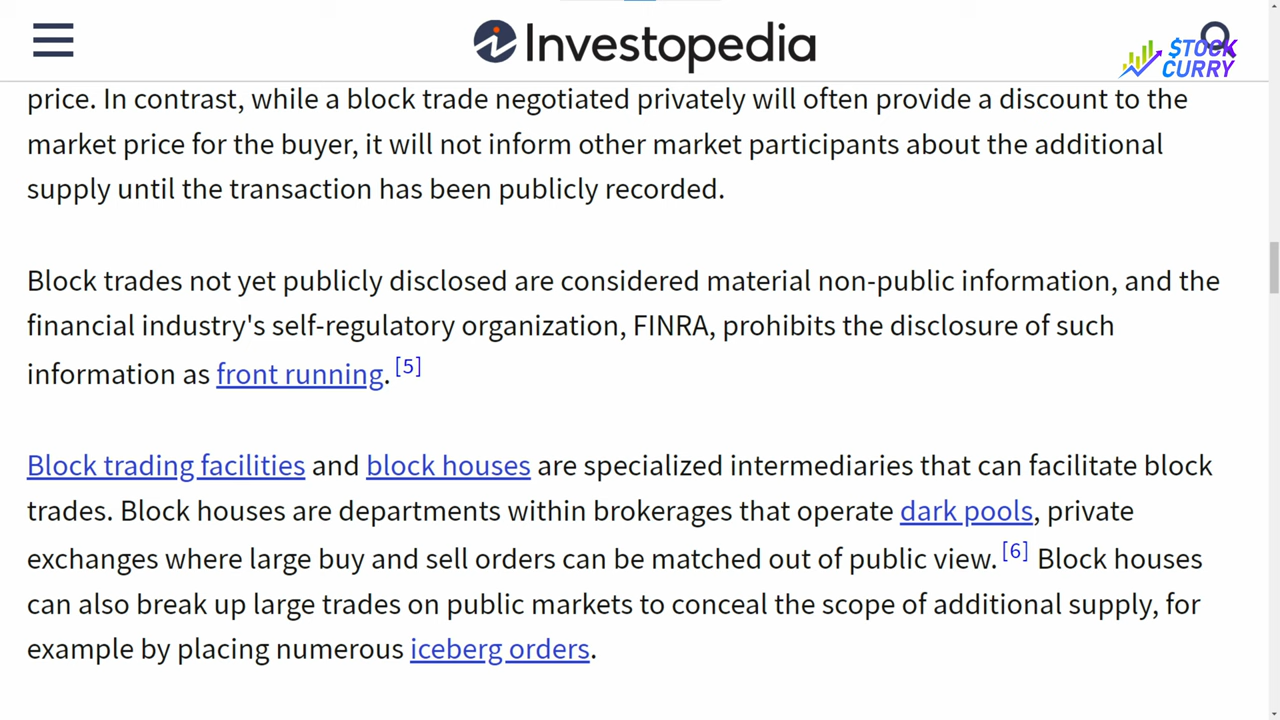 Investopedia
$TOCK
CURRY
price. In contrast, while a block trade negotiated privately will often provide a discount to the
market price for the buyer, it will not inform other market participants about the additional
supply until the transaction has been publicly recorded.
Block trades not yet publicly disclosed are considered material non-public information, and the
financial industry's self-regulatory organization, FINRA, prohibits the disclosure of such
information as front running. [5]
Block trading facilities and block houses are specialized intermediaries that can facilitate block
trades. Block houses are departments within brokerages that operate dark pools, private
exchanges where large buy and sell orders can be matched out of public view. [6] Block houses
can also break up large trades on public markets to conceal the scope of additional supply, for
example by placing numerous iceberg orders.